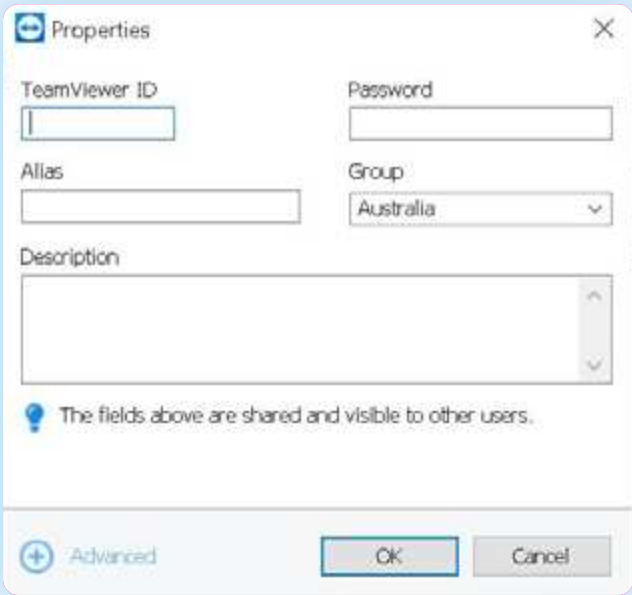 Properties
TeamViewer ID
Password
Alias
Group
Australia
Description
The fields above are shared and visible to other users.
Advanced
OK
Cancel